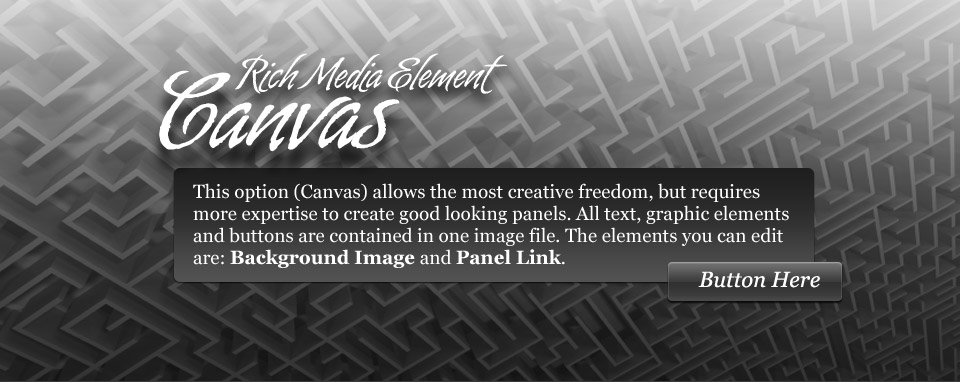 Rich Media Element
Canvas
This option (Canvas) allows the most creative freedom, but requires
more expertise to create good looking panels. All text, graphic elements
and buttons are contained in one image file. The elements you can edit
are: Background Image and Panel Link.
Button Here